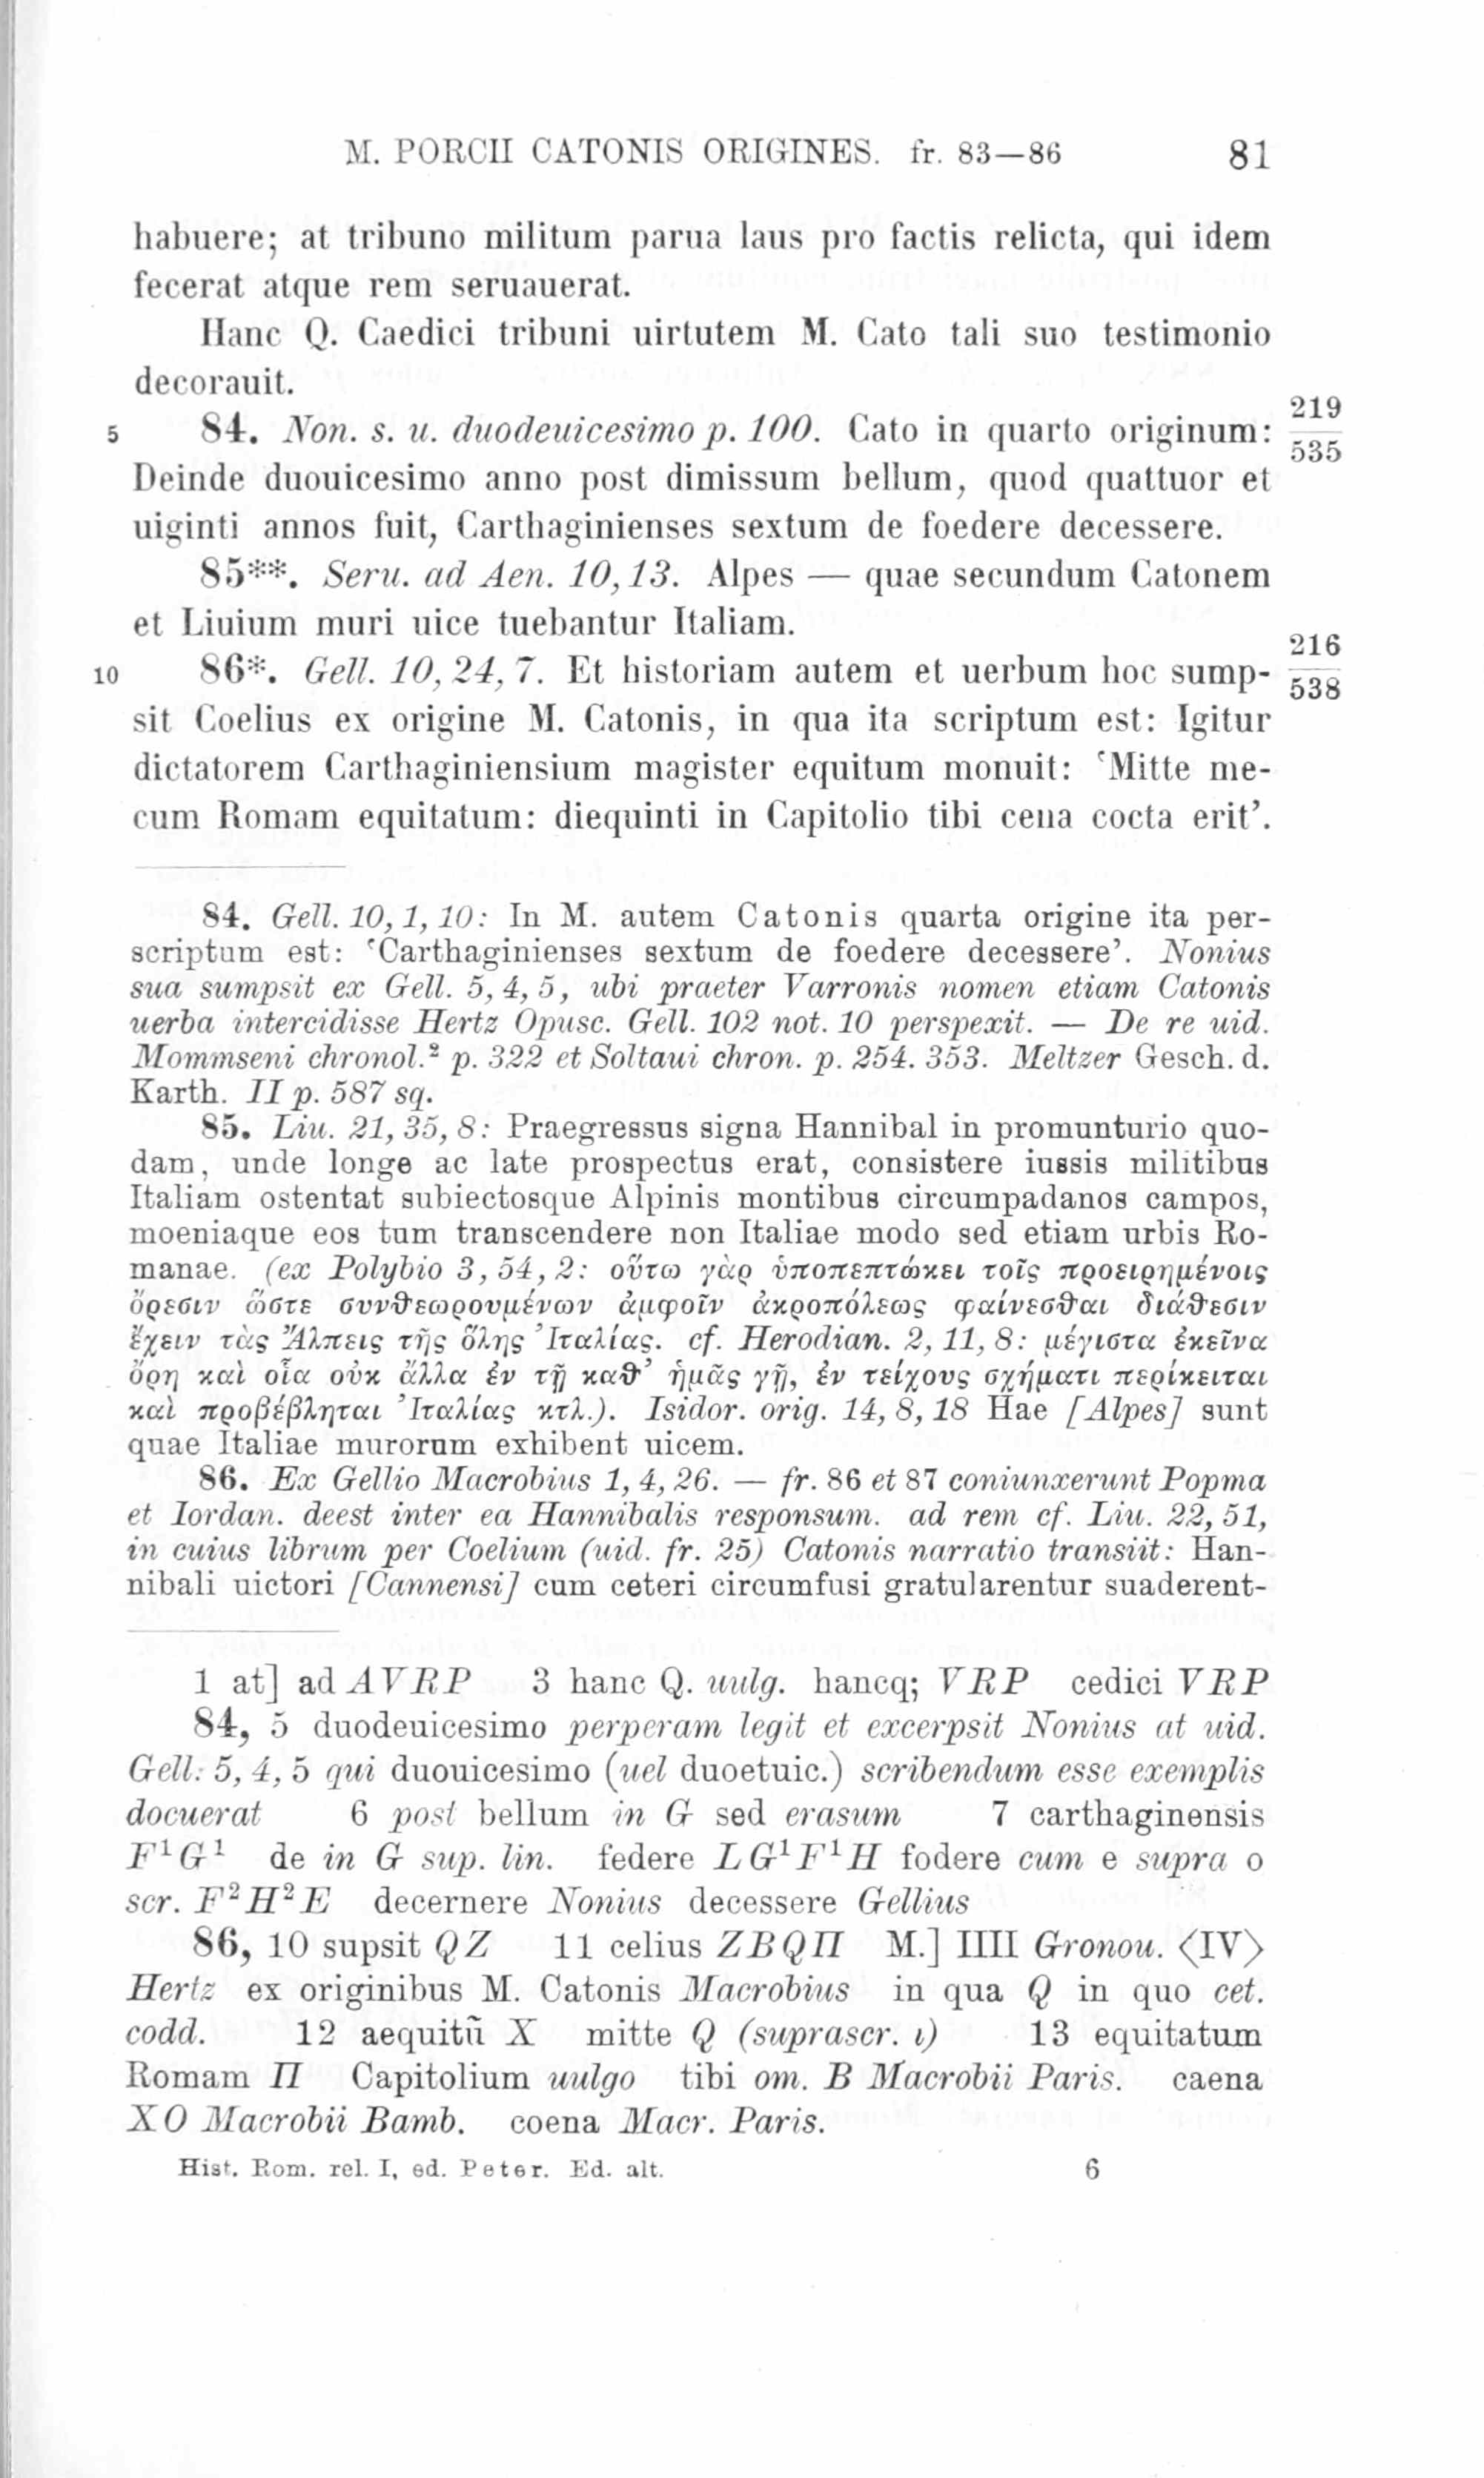 M. PORCII CATONIS ORIGINES. fr. 83—86 81
habuere; at tribuno militum parua laus pro factis relicta, qui idem
fecerat atque rem seruauerat.
Hanc Q. Caedici tribuni uirtutem M. Cato tali suo testimonio
decorauit.
5 84. Non. s. u. duodeuicesimo p. 100. Cato in quarto originum: 219/535
Deinde duouicesimo anno post dimissum bellum, quod quattuor et
uiginti annos fuit, Carthaginienses sextum de foedere decessere.
85**. Seru. ad Aen. 10,13. Alpes — quae secundum Catonem
et Liuium muri uice tuebantur Italiam.
10 86*. Gell. 10, 24, 7. Et historiam autem et uerbum hoc sump- 216/538
sit Coelius ex origine M. Catonis, in qua ita scriptum est: Igitur
dictatorem Carthaginiensium magister equitum monuit: ‘Mitte me-
cum Romam equitatum: diequinti in Capitolio tibi cena cocta erit’.
84. Gell. 10, 1, 10: In M. autem Catonis quarta origine ita per-
scriptum est: ‘Carthaginienses sextum de foedere decessere’. Nonius
sua sumpsit ex Gell. 5, 4, 5, ubi praeter Varronis nomen etiam Catonis
uerba intercidisse Hertz Opusc. Gell. 102 not. 10 perspexit. — De re uid.
Mommseni chronol.² p. 322 et Soltaui chron. p. 254. 353. Meltzer Gesch. d.
Karth. II p. 587 sq.
85. Liu. 21, 35, 8: Praegressus signa Hannibal in promunturio quo-
dam, unde longe ac late prospectus erat, consistere iussis militibus
Italiam ostentat subiectosque Alpinis montibus circumpadanos campos,
moeniaque eos tum transcendere non Italiae modo sed etiam urbis Ro-
manae. (ex Polybio 3, 54, 2: οὕτω γὰρ ὑποπεπτώκει τοῖς προειρημένοις
ὄρεσιν ὥστε συνθεωρουμένων ἀμφοῖν ἀκροπόλεως φαίνεσθαι διάθεσιν
ἔχειν τὰς Ἄλπεις τῆς ὅλης Ἰταλίας. cf. Herodian. 2, 11, 8: μέγιστα ἐκεῖνα
ὄρη καὶ οἷα οὐκ ἄλλα ἐν τῇ καθ’ ἡμᾶς γῇ, ἐν τείχους σχήματι περίκειται
καὶ προβέβληται Ἰταλίας κτλ.). Isidor. orig. 14, 8, 18 Hae [Alpes] sunt
quae Italiae murorum exhibent uicem.
86. Ex Gellio Macrobius 1, 4, 26. — fr. 86 et 87 coniunxerunt Popma
et Iordan. deest inter ea Hannibalis responsum. ad rem cf. Liu. 22, 51,
in cuius librum per Coelium (uid. fr. 25) Catonis narratio transiit: Han-
nibali uictori [Cannensi] cum ceteri circumfusi gratularentur suaderent-
1 at] ad AVRP 3 hanc Q. uulg. hancq; VRP cedici VRP
84, 5 duodeuicesimo perperam legit et excerpsit Nonius at uid.
Gell. 5, 4, 5 qui duouicesimo (uel duoetuic.) scribendum esse exemplis
docuerat 6 post bellum in G sed erasum 7 carthaginensis
F¹G¹ de in G sup. lin. federe LG¹F¹H fodere cum e supra o
scr. F²H²E decernere Nonius decessere Gellius
86, 10 supsit QZ 11 celius ZBQΠ M.] IIII Gronou. ⟨IV⟩
Hertz ex originibus M. Catonis Macrobius in qua Q in quo cet.
codd. 12 aequitū X mitte Q (suprascr. ι) 13 equitatum
Romam Π Capitolium uulgo tibi om. B Macrobii Paris. caena
XO Macrobii Bamb. coena Macr. Paris.
Hist. Rom. rel. I, ed. Peter. Ed. alt. 6